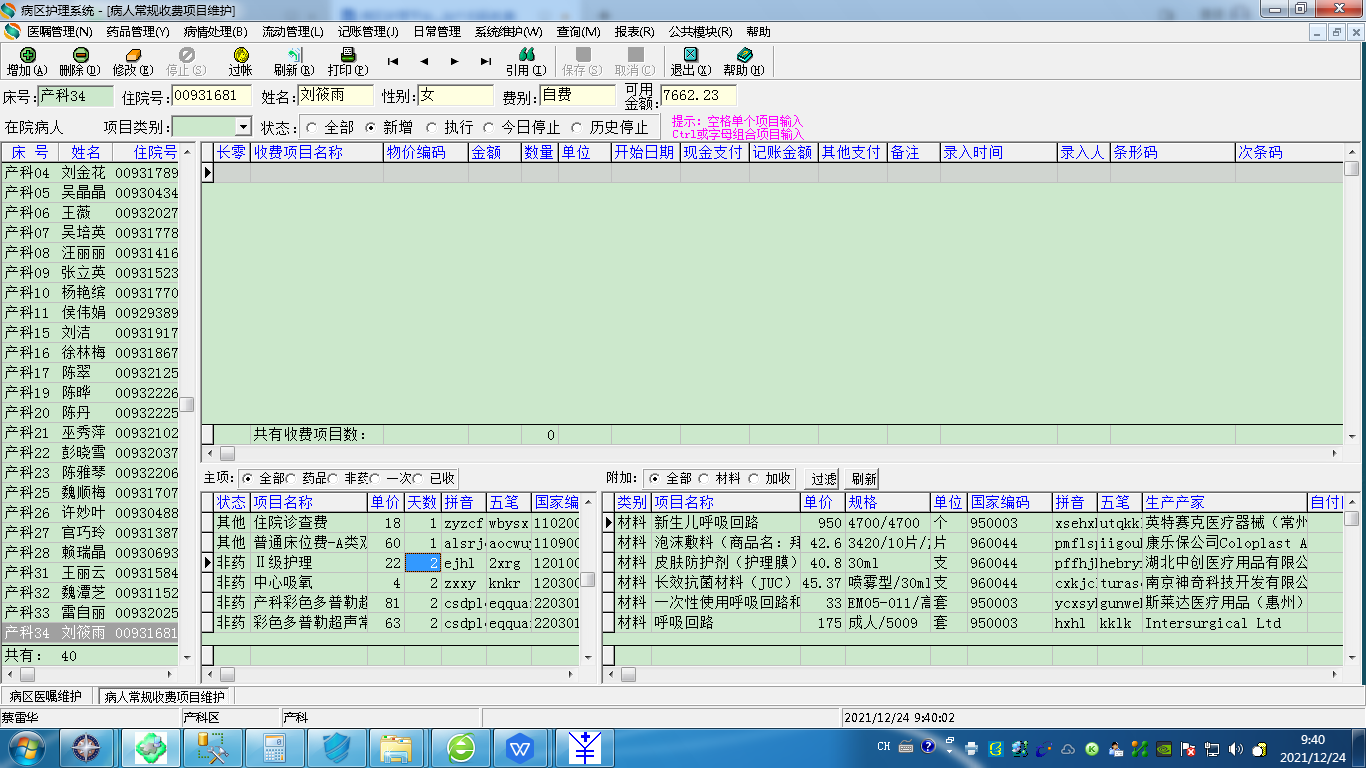 病区护理系统 - [病人常规收费项目维护]
医嘱管理(N) 药品管理(Y) 病情处理(B) 流动管理(L) 记账管理(J) 日常管理 系统维护(W) 查询(M) 报表(R) 公共模块(R) 帮助
增加(A) 删除(D) 修改(E) 停止(S) 过帐 刷新(R) 打印(P) 引用(I) 保存(S) 取消(C) 退出(X) 帮助(H)
床号: 产科34 住院号: 00931681 姓名: 刘筱雨 性别: 女 费别: 自费 可用金额: 7662.23
在院病人 项目类别: 状态: 全部 新增 执行 今日停止 历史停止
提示: 空格单个项目输入
Ctrl或字母组合项目输入
床 号 姓名 住院号
产科04 刘金花 00931789
产科05 吴晶晶 00930434
产科06 王薇 00932027
产科07 吴培英 00931778
产科08 汪丽丽 00931416
产科09 张立英 00931523
产科10 杨艳缤 00931770
产科11 侯伟娟 00929389
产科15 刘洁 00931917
产科16 徐林梅 00931867
产科17 陈翠 00932125
产科19 陈晔 00932226
产科20 陈丹 00932225
产科21 巫秀萍 00932102
产科22 彭晓雪 00932037
产科23 陈雅琴 00932206
产科25 魏顺梅 00931707
产科26 许妙叶 00930488
产科27 官巧玲 00931387
产科28 赖瑞晶 00930693
产科31 王丽云 00931584
产科32 魏潭芝 00931152
产科33 雷自丽 00932025
产科34 刘筱雨 00931681
共有: 40
长零 收费项目名称 物价编码 金额 数量 单位 开始日期 现金支付 记账金额 其他支付 备注 录入时间 录入人 条形码 次条码
共有收费项目数: 0
主项: 全部 药品 非药 一次 已收
状态 项目名称 单价 天数 拼音 五笔 国家编
其他 住院诊查费 18 1 zyzcf wbysx 110200
其他 普通床位费-A类双 60 1 alsrj aocwu 110900
非药 Ⅱ级护理 22 2 ejhl 2xrg 120100
非药 中心吸氧 4 2 zxxy knkr 120300
非药 产科彩色多普勒超 81 2 csdpl eqqua 220301
非药 彩色多普勒超声常 63 2 csdpl eqqua 220301
附加: 全部 材料 加收 过滤 刷新
类别 项目名称 单价 规格 单位 国家编码 拼音 五笔 生产产家 自付
材料 新生儿呼吸回路 950 4700/4700 个 950003 xsehx utqkk 英特赛克医疗器械（常州
材料 泡沫敷料（商品名: 拜 42.6 3420/10片/ 片 960044 pmfls iigou 康乐保公司Coloplast A
材料 皮肤防护剂（护理膜） 40.8 30ml 支 960044 pffhj hebry 湖北中创医疗用品有限公
材料 长效抗菌材料（JUC） 45.37 喷雾型/30ml 支 960044 cxkjc turas 南京神奇科技开发有限公
材料 一次性使用呼吸回路和 33 EM05-011/高 套 950003 ycxsy gunwe 斯莱达医疗用品（惠州）
材料 呼吸回路 175 成人/5009 套 950003 hxhl kklk Intersurgical Ltd
病区医嘱维护 病人常规收费项目维护
蔡雷华 产科区 产科 2021/12/24 9:40:02
CH 9:40
2021/12/24